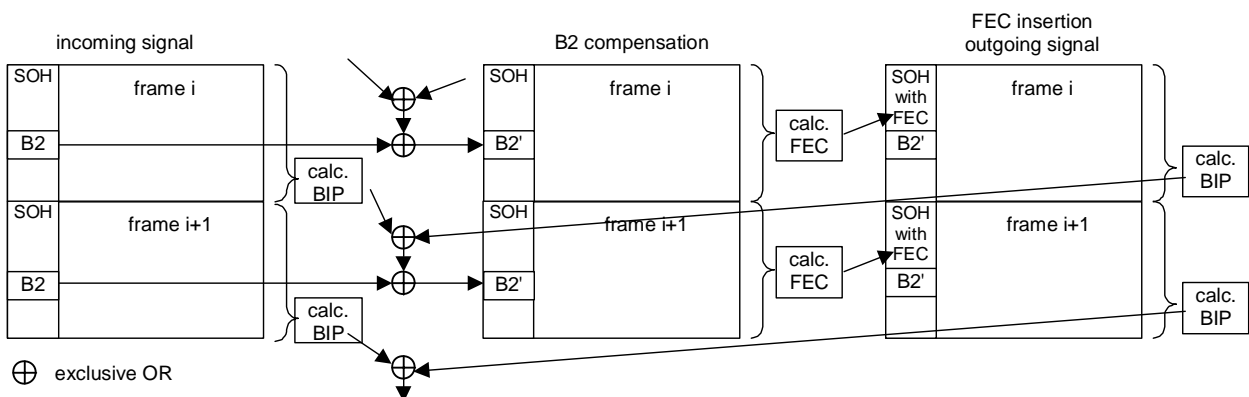 incoming signal
B2 compensation
FEC insertion
outgoing signal
SOH
frame i
B2
calc.
BIP
SOH
frame i+1
B2
calc.
BIP
SOH
frame i
B2'
calc.
FEC
SOH
frame i+1
B2'
calc.
FEC
SOH
with
FEC
frame i
B2'
calc.
BIP
SOH
with
FEC
frame i+1
B2'
calc.
BIP
exclusive OR